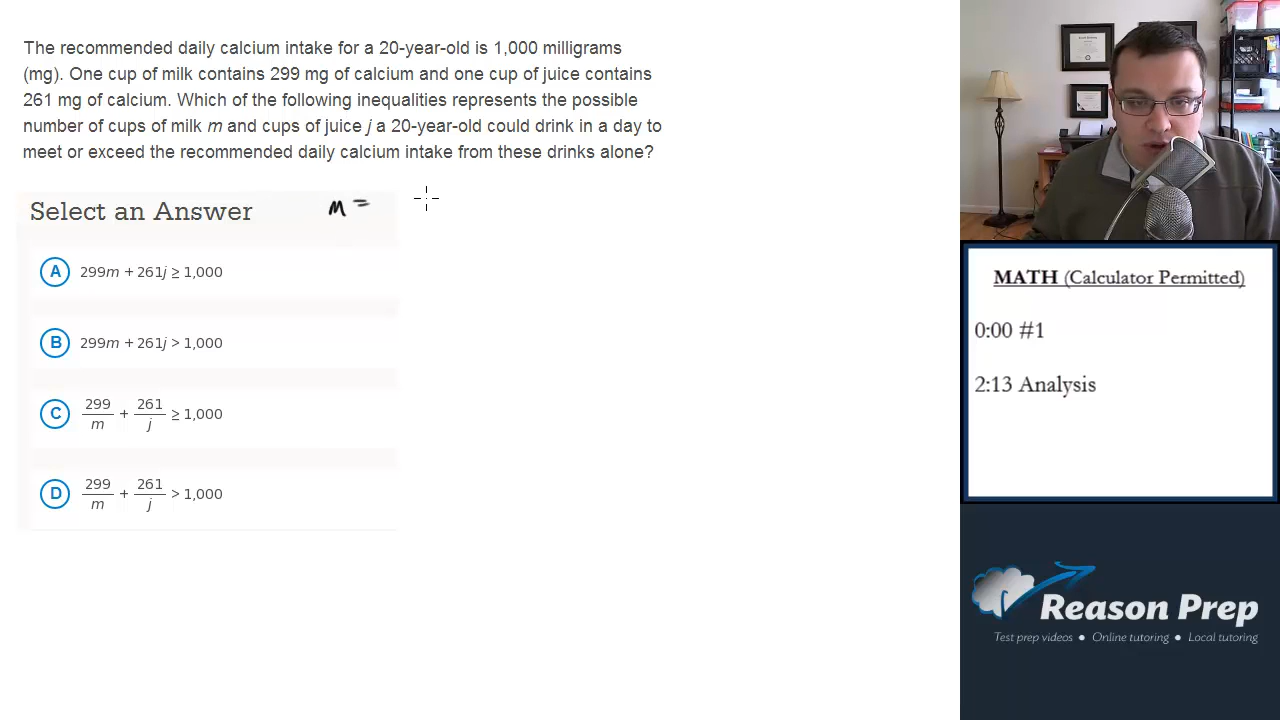 The recommended daily calcium intake for a 20-year-old is 1,000 milligrams
(mg). One cup of milk contains 299 mg of calcium and one cup of juice contains
261 mg of calcium. Which of the following inequalities represents the possible
number of cups of milk m and cups of juice j a 20-year-old could drink in a day to
meet or exceed the recommended daily calcium intake from these drinks alone?
Select an Answer
m =
A 299m + 261j ≥ 1,000
B 299m + 261j > 1,000
C 299/m + 261/j ≥ 1,000
D 299/m + 261/j > 1,000
MATH (Calculator Permitted)
0:00 #1
2:13 Analysis
Reason Prep
Test prep videos ● Online tutoring ● Local tutoring